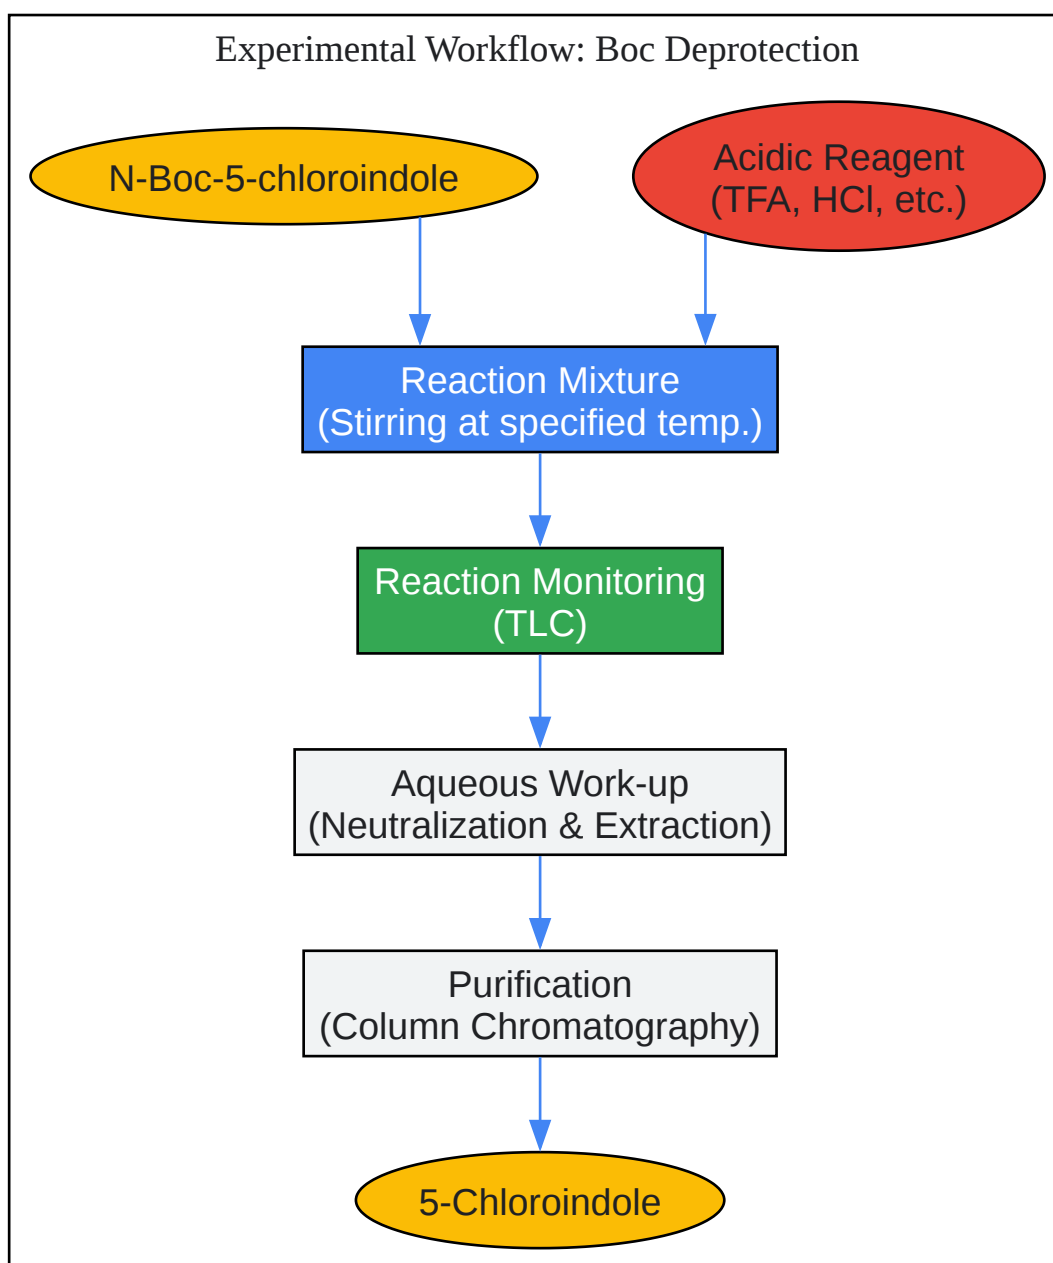 Experimental Workflow: Boc Deprotection
N-Boc-5-chloroindole
Acidic Reagent
(TFA, HCl, etc.)
Reaction Mixture
(Stirring at specified temp.)
Reaction Monitoring
(TLC)
Aqueous Work-up
(Neutralization & Extraction)
Purification
(Column Chromatography)
5-Chloroindole